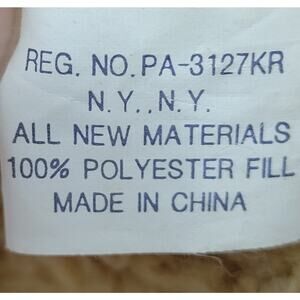 REG. NO. PA-3127KR
N.Y., N.Y.
ALL NEW MATERIALS
100% POLYESTER FILL
MADE IN CHINA